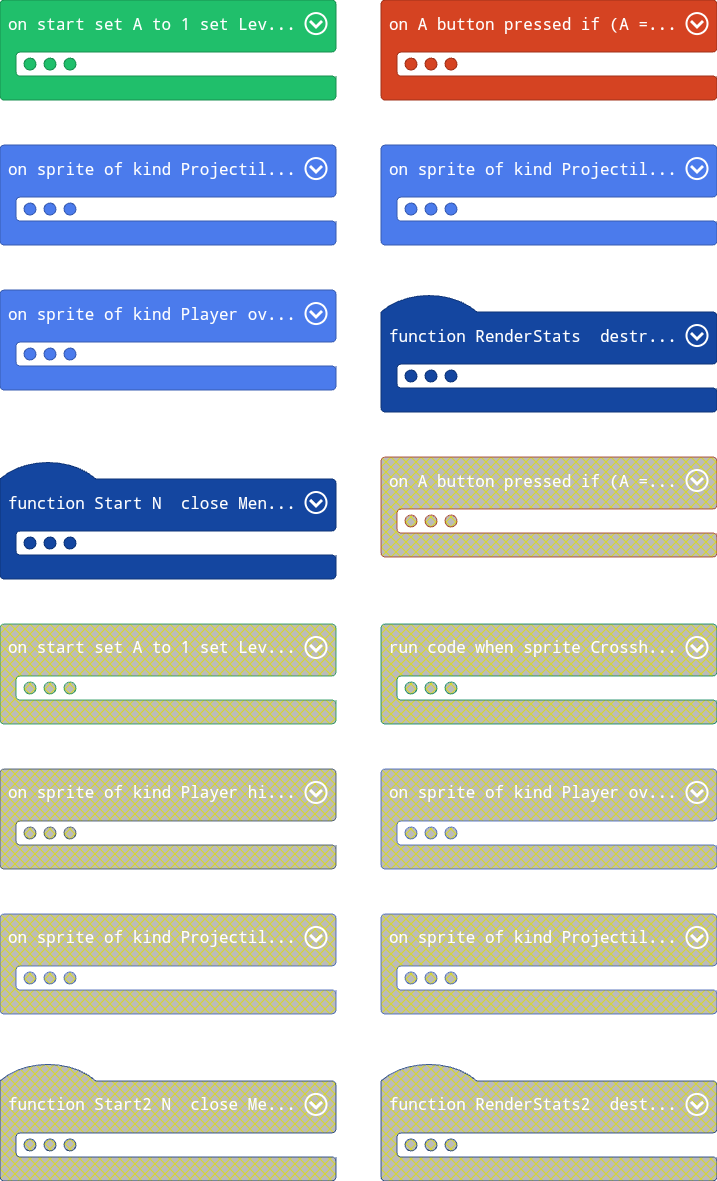 on start set A to 1 set Lev...
on A button pressed if (A =...
on sprite of kind Projectil...
on sprite of kind Projectil...
on sprite of kind Player ov...
function RenderStats  destr...
function Start N  close Men...
on A button pressed if (A =...
on start set A to 1 set Lev...
run code when sprite Crossh...
on sprite of kind Player hi...
on sprite of kind Player ov...
on sprite of kind Projectil...
on sprite of kind Projectil...
function Start2 N  close Me...
function RenderStats2  dest...